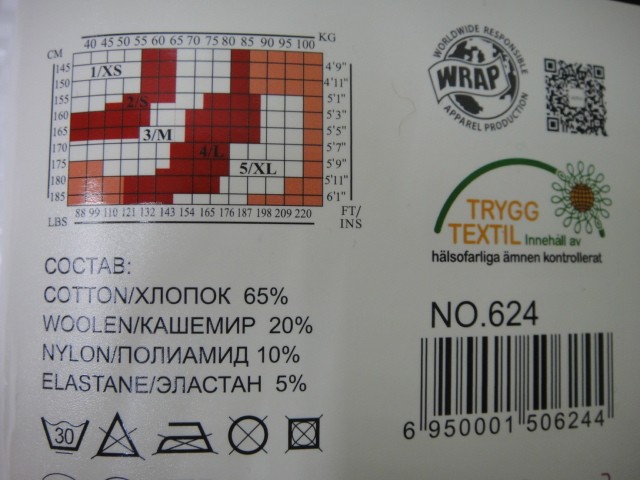 40 45 50 55 60 65 70 75 80 85 90 95 100 KG
CM
145 4'9"
1/XS
150 4'11"
155 5'1"
2/S
160 5'3"
165 3/M 5'5"
170 4/L 5'7"
175 5/XL 5'9"
180 5'11"
185 6'1"
88 99 110 121 132 143 154 165 176 187 198 209 220
LBS FT/
INS
WORLDWIDE RESPONSIBLE
WRAP
APPAREL PRODUCTION
TRYGG
TEXTIL Innehåll av
hälsofarliga ämnen kontrollerat
СОСТАВ:
COTTON/ХЛОПОК 65%
WOOLEN/КАШЕМИР 20%
NYLON/ПОЛИАМИД 10%
ELASTANE/ЭЛАСТАН 5%
30
NO.624
6 950001 506244